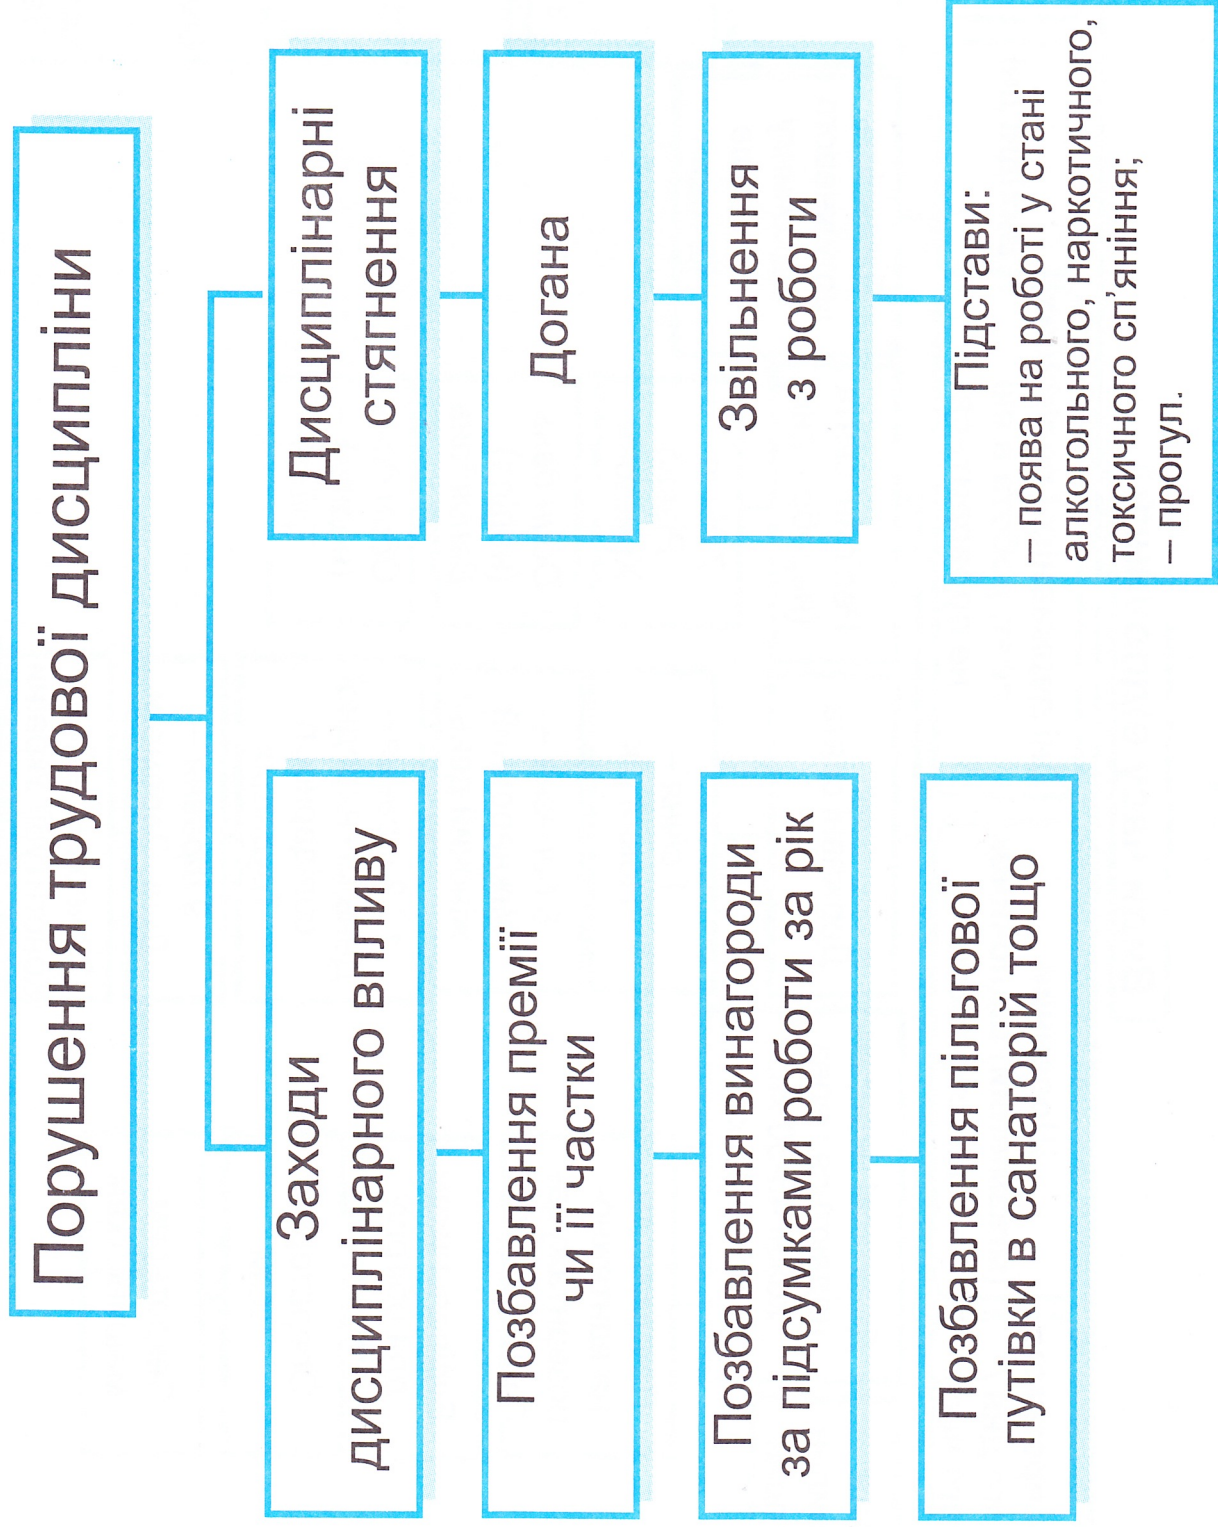 Порушення трудової дисципліни
Заходи
дисциплінарного впливу
Позбавлення премії
чи її частки
Позбавлення винагороди
за підсумками роботи за рік
Позбавлення пільгової
путівки в санаторій тощо
Дисциплінарні
стягнення
Догана
Звільнення
з роботи
Підстави:
— поява на роботі у стані
алкогольного, наркотичного,
токсичного сп’яніння;
— прогул.